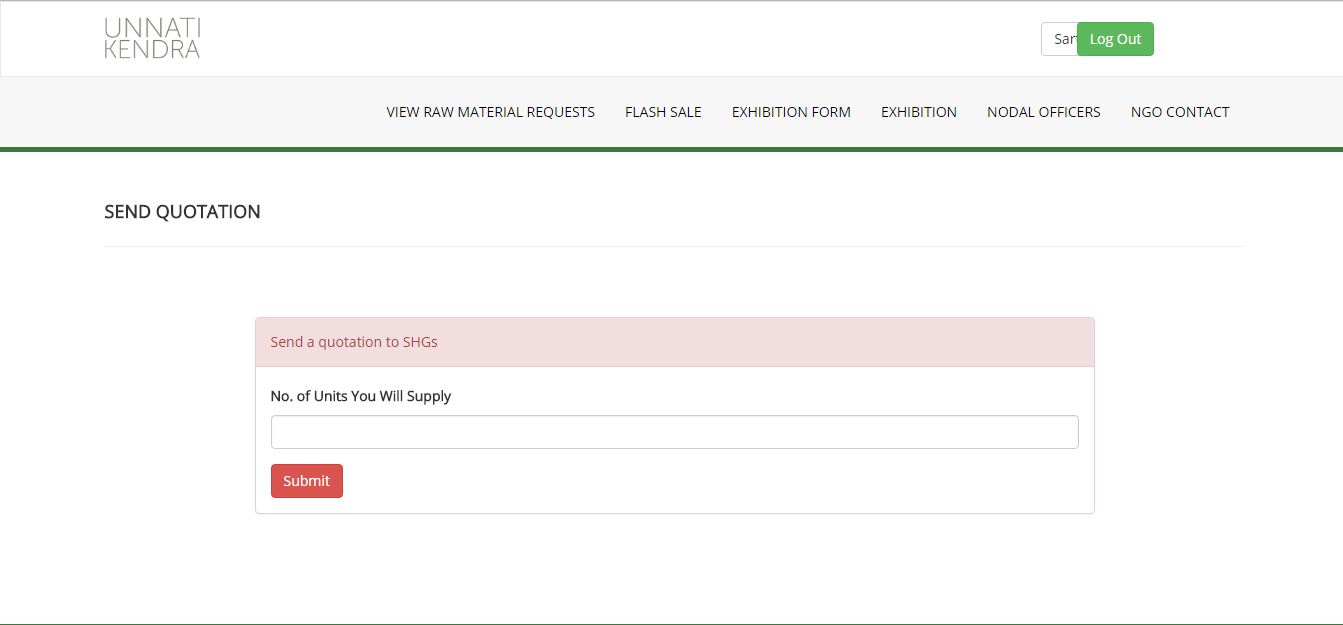 UNNATI
KENDRA
Log Out
VIEW RAW MATERIAL REQUESTS FLASH SALE EXHIBITION FORM EXHIBITION NODAL OFFICERS NGO CONTACT
SEND QUOTATION
Send a quotation to SHGs
No. of Units You Will Supply
Submit